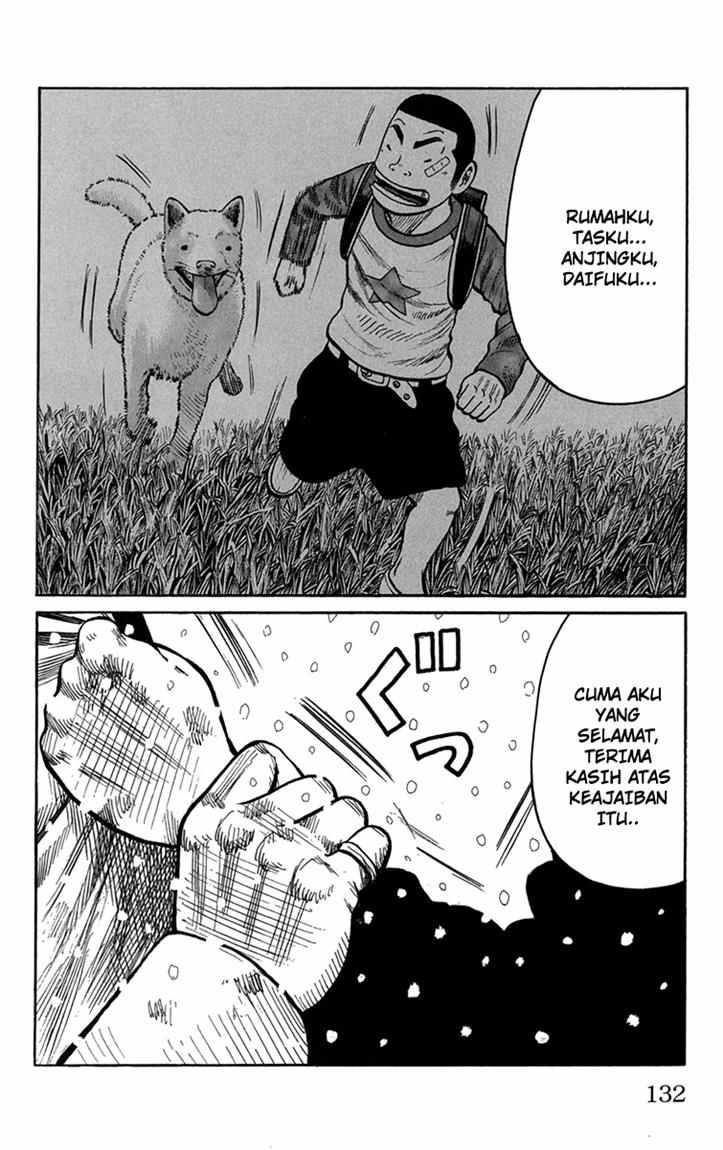 RUMAHKU,
TASKU...
ANJINGKU,
DAIFUKU...
ぐっ
CUMA AKU
YANG
SELAMAT,
TERIMA
KASIH ATAS
KEAJAIBAN
ITU..
132